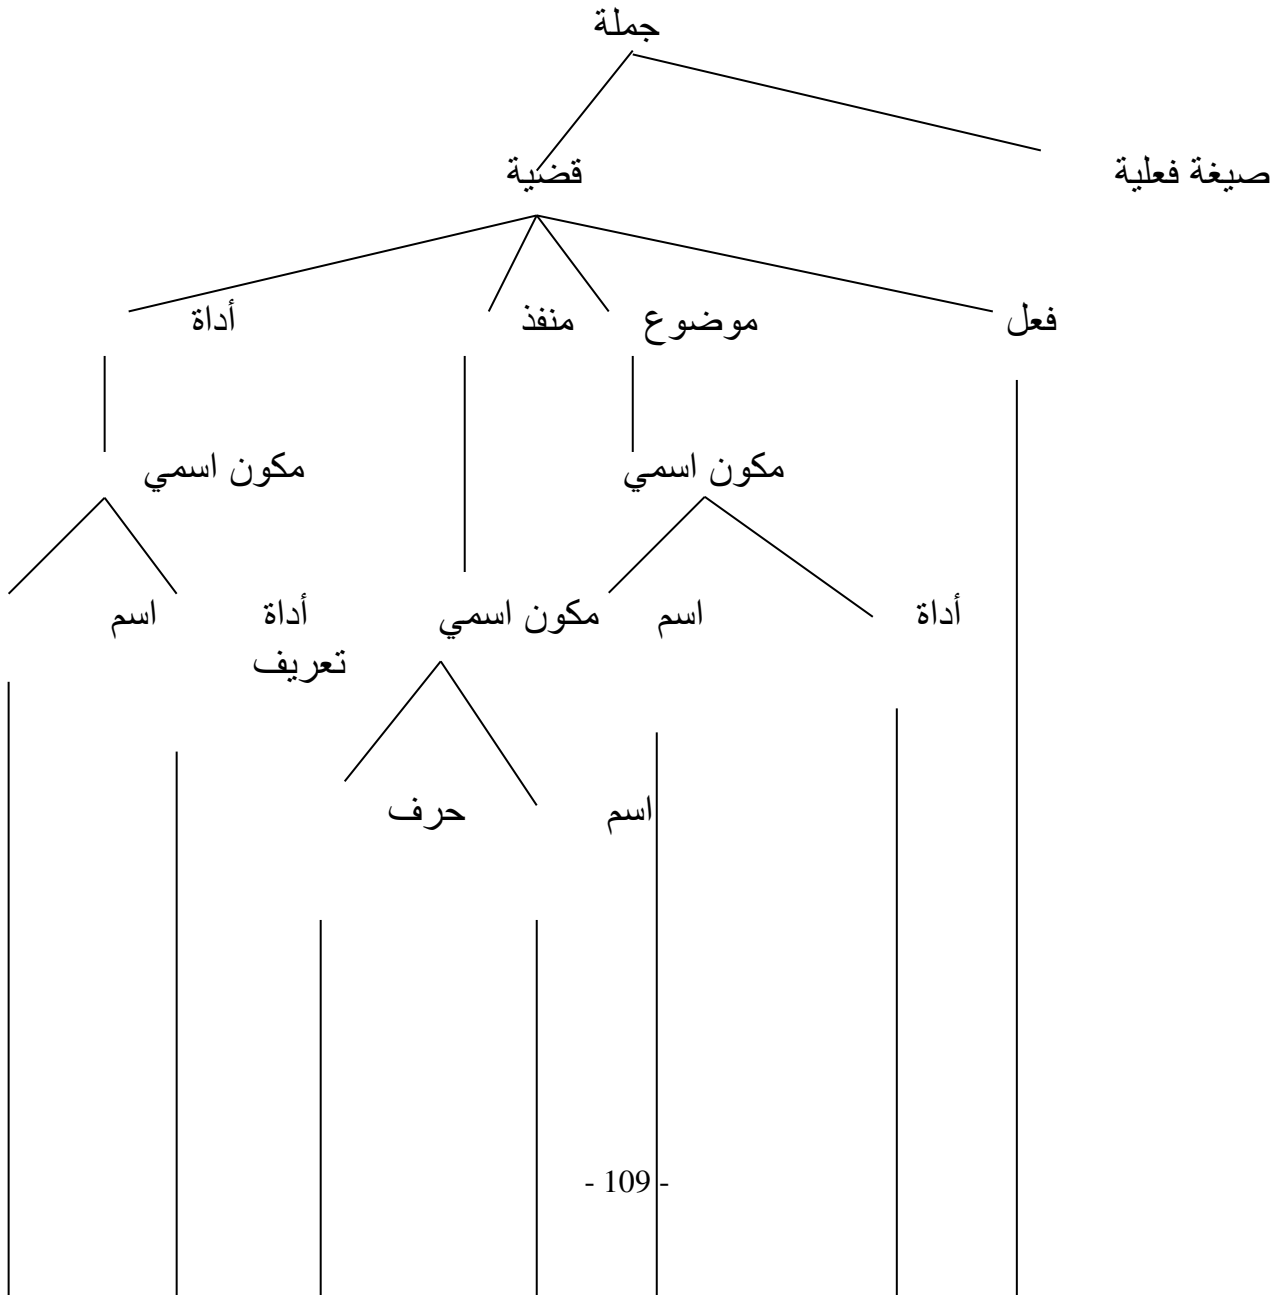 جملة
صيغة فعلية
قضية
فعل
موضوع
منفذ
أداة
مكون اسمي
مكون اسمي
أداة
اسم
مكون اسمي
أداة
تعريف
اسم
اسم
حرف
- 109 -